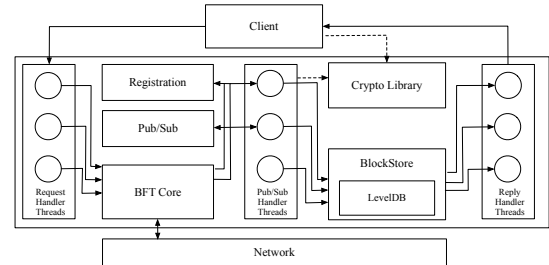 Client
Registration
Crypto Library
Pub/Sub
BlockStore
LevelDB
BFT Core
Request
Handler
Threads
Pub/Sub
Handler
Threads
Reply
Handler
Threads
Network